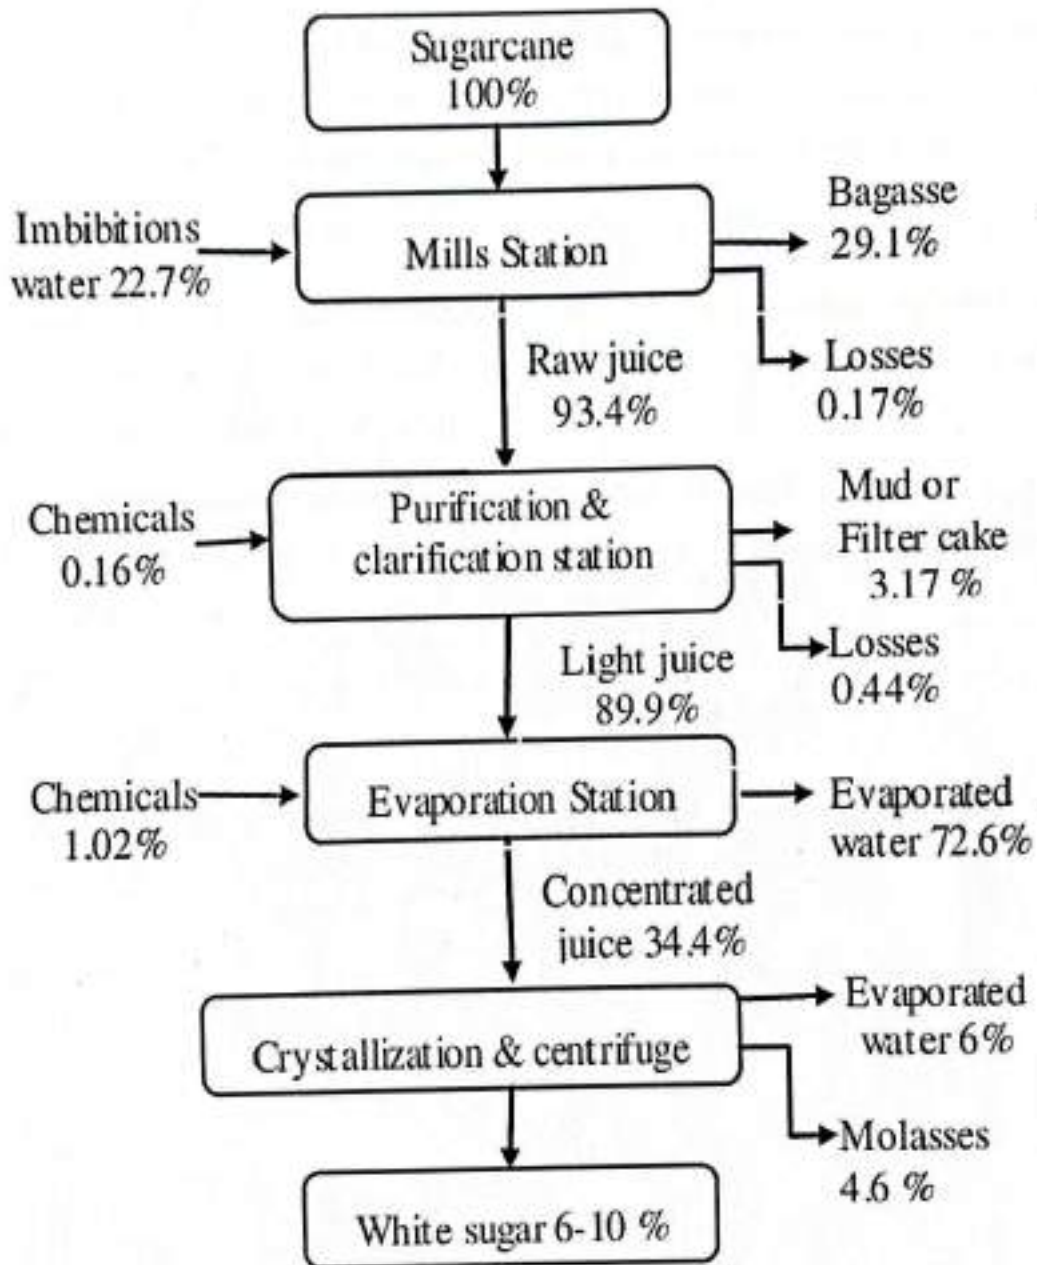 Sugarcane
100%
Imbibitions
water 22.7%
Mills Station
Bagasse
29.1%
Losses
0.17%
Raw juice
93.4%
Chemicals
0.16%
Purification &
clarification station
Mud or
Filter cake
3.17 %
Losses
0.44%
Light juice
89.9%
Chemicals
1.02%
Evaporation Station
Evaporated
water 72.6%
Concentrated
juice 34.4%
Crystallization & centrifuge
Evaporated
water 6%
Molasses
4.6 %
White sugar 6-10 %